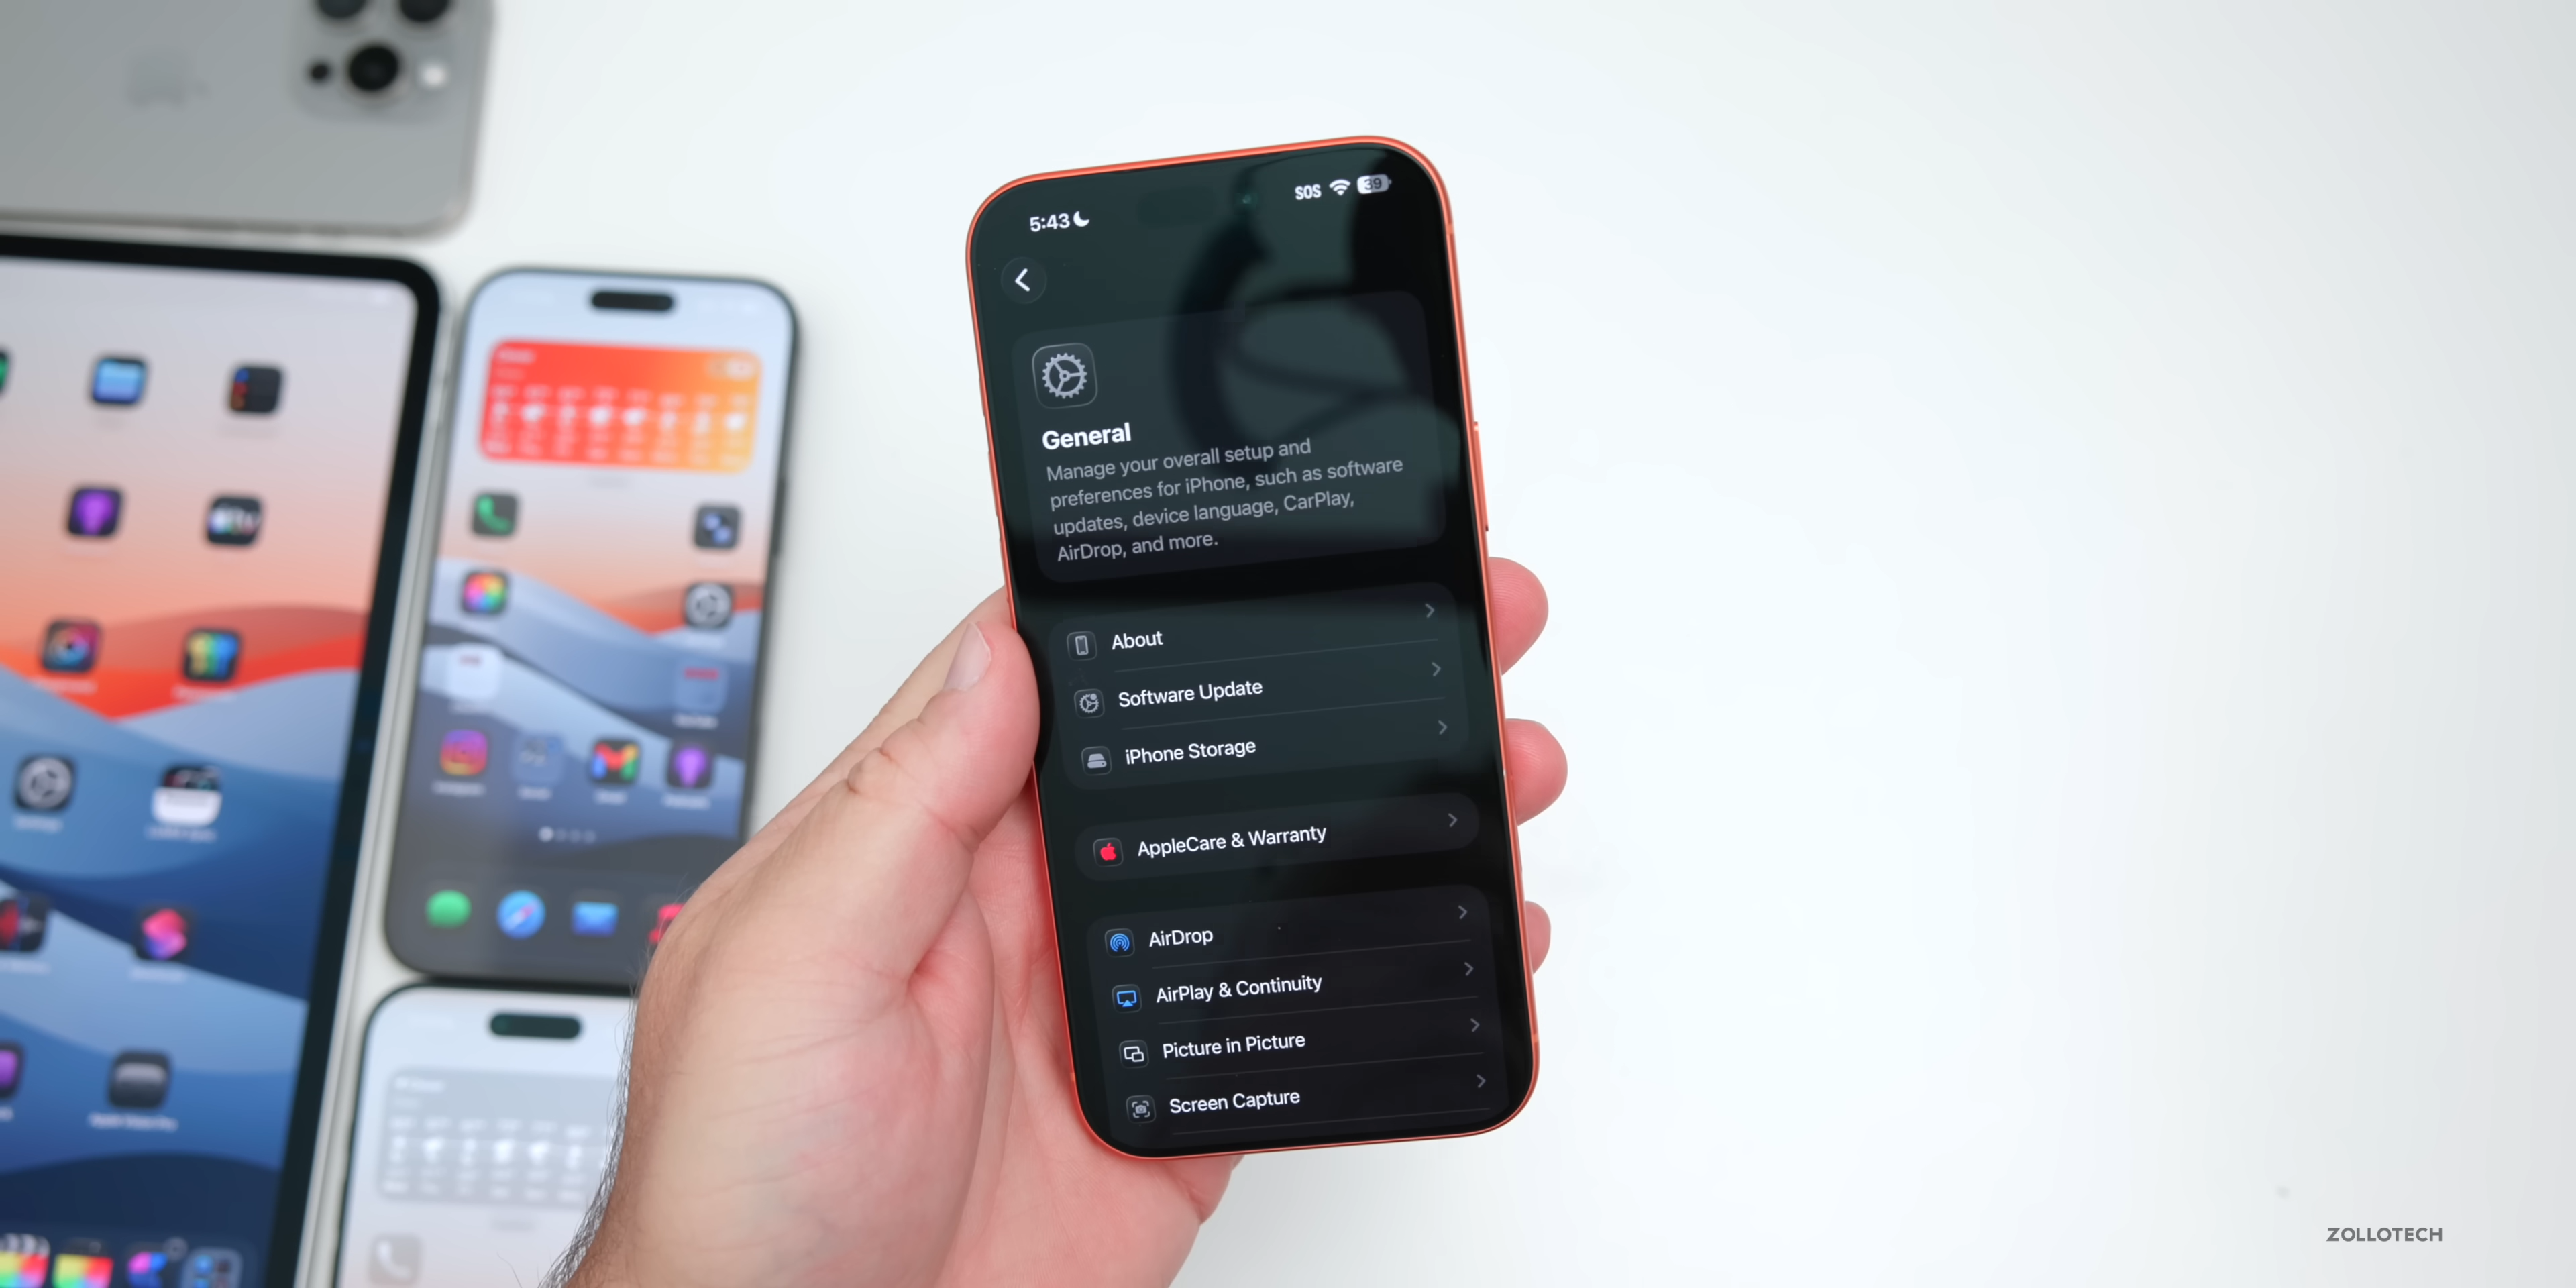 5:43
SOS
39
General
Manage your overall setup and
preferences for iPhone, such as software
updates, device language, CarPlay,
AirDrop, and more.
About
Software Update
iPhone Storage
AppleCare & Warranty
AirDrop
AirPlay & Continuity
Picture in Picture
Screen Capture
ZOLLOTECH